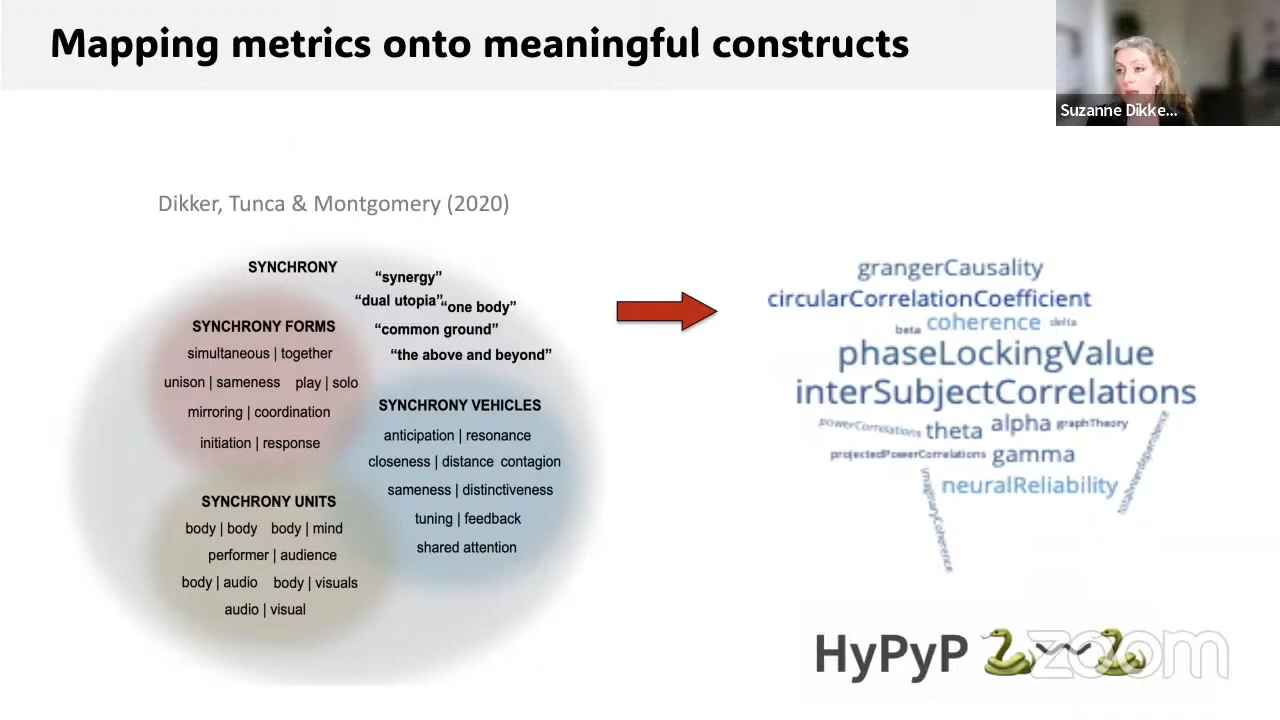 Mapping metrics onto meaningful constructs
Suzanne Dikke...
Dikker, Tunca & Montgomery (2020)
SYNCHRONY
“synergy”
“dual utopia”
“one body”
“common ground”
“the above and beyond”
SYNCHRONY FORMS
simultaneous | together
unison | sameness play | solo
mirroring | coordination
initiation | response
SYNCHRONY VEHICLES
anticipation | resonance
closeness | distance contagion
sameness | distinctiveness
tuning | feedback
shared attention
SYNCHRONY UNITS
body | body body | mind
performer | audience
body | audio body | visuals
audio | visual
grangerCausality
circularCorrelationCoefficient
beta coherence delta
phaseLockingValue
interSubjectCorrelations
powerCorrelations theta alpha graphTheory
projectedPowerCorrelations gamma
neuralReliability
imaginaryCoherence
totalInterdependence
HyPyP
zoom